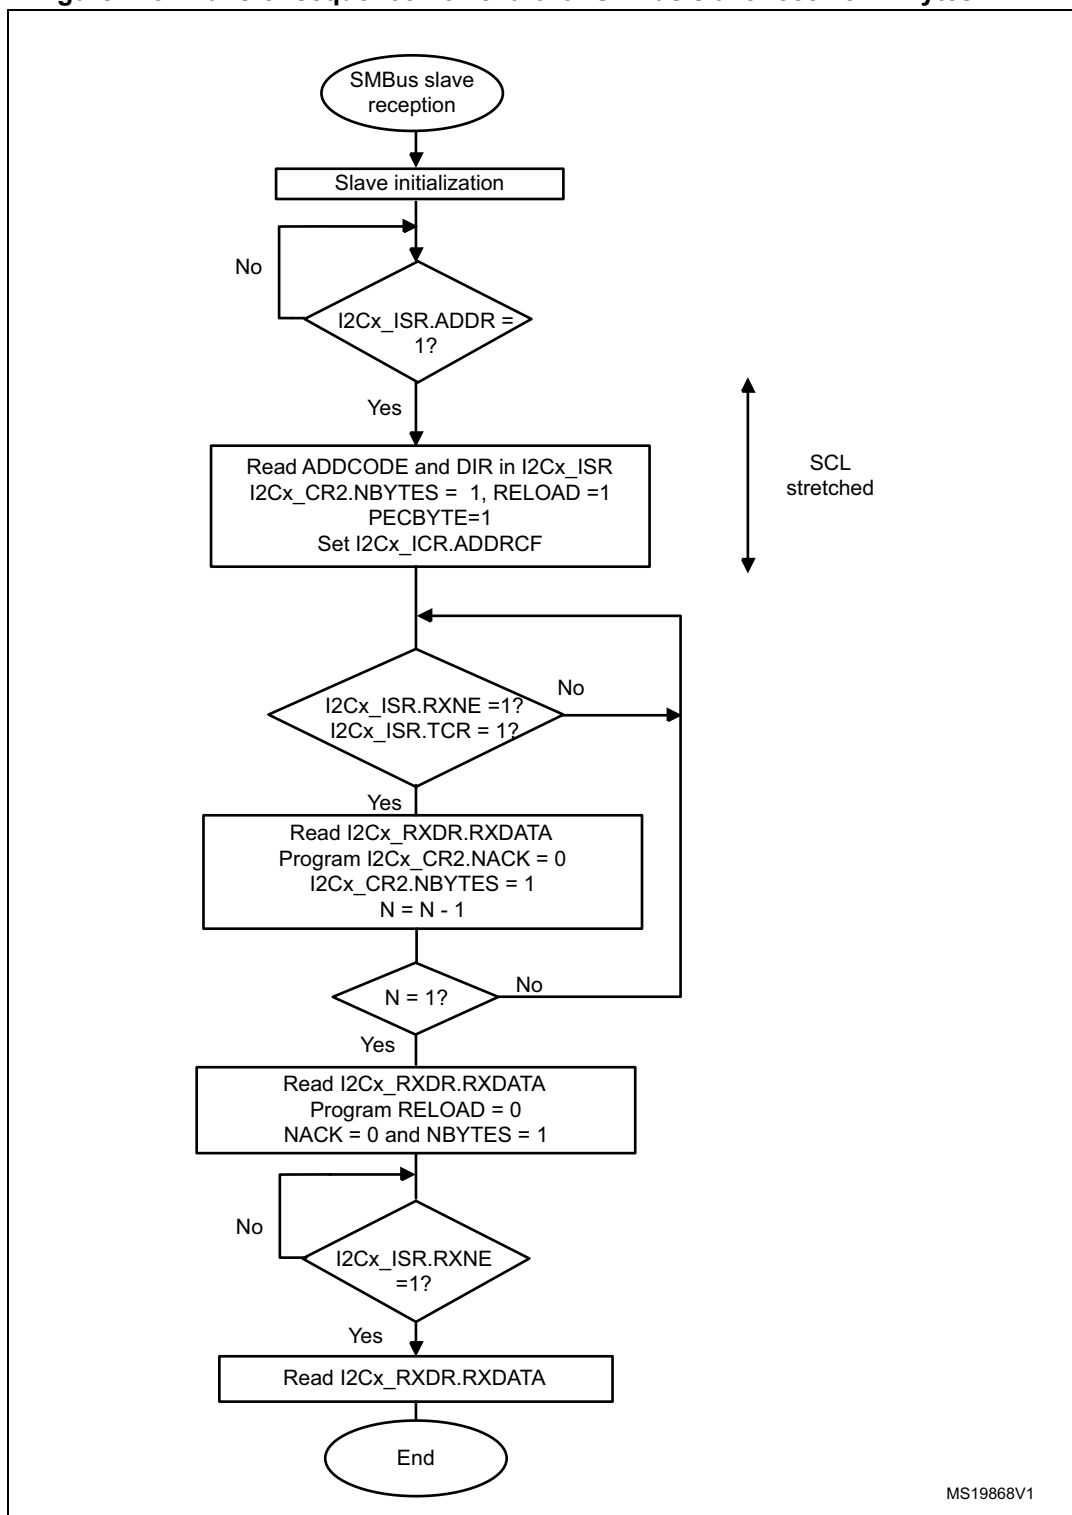 SMBus slave
reception
Slave initialization
No
I2Cx_ISR.ADDR =
1?
Yes
Read ADDCODE and DIR in I2Cx_ISR
I2Cx_CR2.NBYTES = 1, RELOAD =1
PECBYTE=1
Set I2Cx_ICR.ADDRCF
SCL
stretched
I2Cx_ISR.RXNE =1?
I2Cx_ISR.TCR = 1?
No
Yes
Read I2Cx_RXDR.RXDATA
Program I2Cx_CR2.NACK = 0
I2Cx_CR2.NBYTES = 1
N = N - 1
N = 1?
No
Yes
Read I2Cx_RXDR.RXDATA
Program RELOAD = 0
NACK = 0 and NBYTES = 1
No
I2Cx_ISR.RXNE
=1?
Yes
Read I2Cx_RXDR.RXDATA
End
MS19868V1